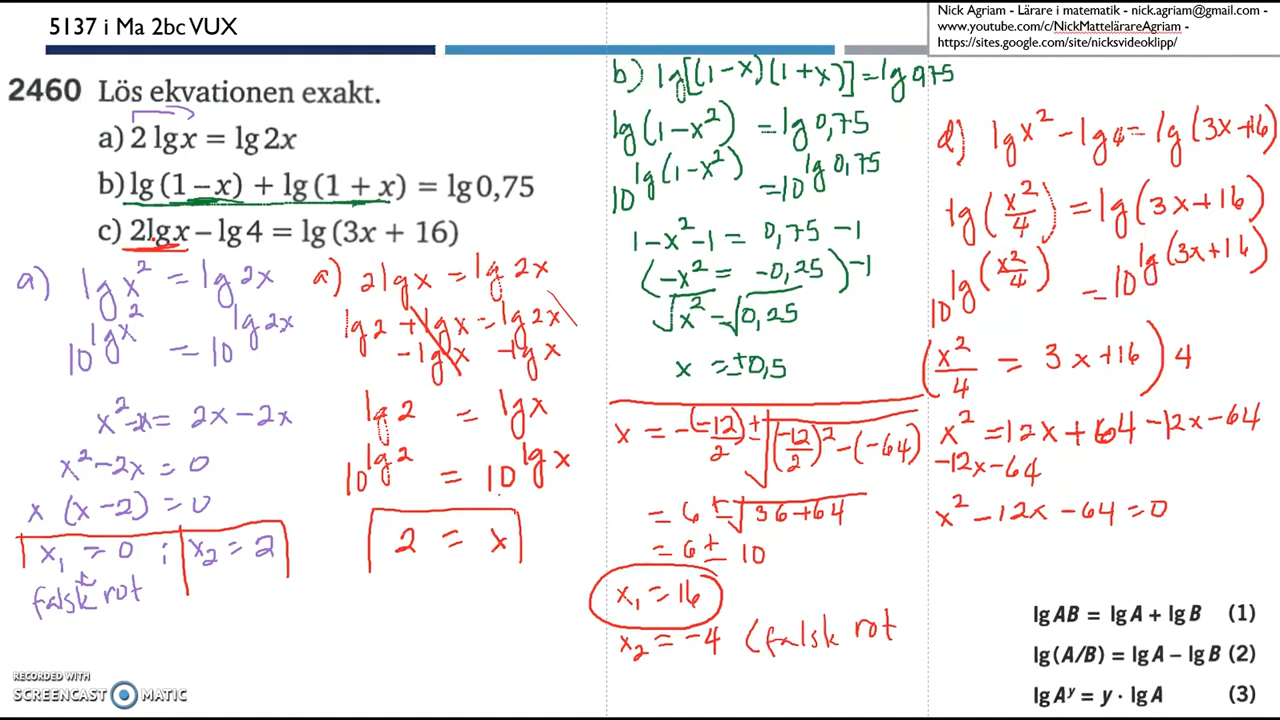 5137 i Ma 2bc VUX
Nick Agriam - Lärare i matematik - nick.agriam@gmail.com -
www.youtube.com/c/NickMattelärareAgriam -
https://sites.google.com/site/nicksvideoklipp/
2460 Lös ekvationen exakt.
a) 2 lg x = lg 2x
b) lg (1 − x) + lg (1 + x) = lg 0,75
c) 2lg x − lg 4 = lg (3x + 16)
a) lg x² = lg 2x
10^(lg x²) = 10^(lg 2x)
x² -2x = 2x - 2x
x² - 2x = 0
x (x - 2) = 0
x₁ = 0 ; x₂ = 2
falsk rot
a) 2 lg x = lg 2x
lg 2 + lg x = lg 2x
- lg x - lg x
lg 2 = lg x
10^(lg 2) = 10^(lg x)
2 = x
b) lg[(1-x)(1+x)] = lg 0,75
lg (1-x²) = lg 0,75
10^(lg(1-x²)) = 10^(lg 0,75)
1-x²-1 = 0,75 -1
(-x² = -0,25) -1
√x² = √0,25
x = ±0,5
x = -(-12)/2 ± √((-12/2)² - (-64))
= 6 ± √36+64
= 6 ± 10
x₁ = 16
x₂ = -4 (falsk rot
d) lg x² - lg 4 = lg (3x+16)
lg (x²/4) = lg (3x+16)
10^(lg(x²/4)) = 10^(lg(3x+16))
(x²/4 = 3x+16) 4
x² = 12x + 64 - 12x - 64
-12x-64
x² - 12x - 64 = 0
lg AB = lg A + lg B (1)
lg (A/B) = lg A − lg B (2)
lg Aʸ = y · lg A (3)
RECORDED WITH
SCREENCAST MATIC